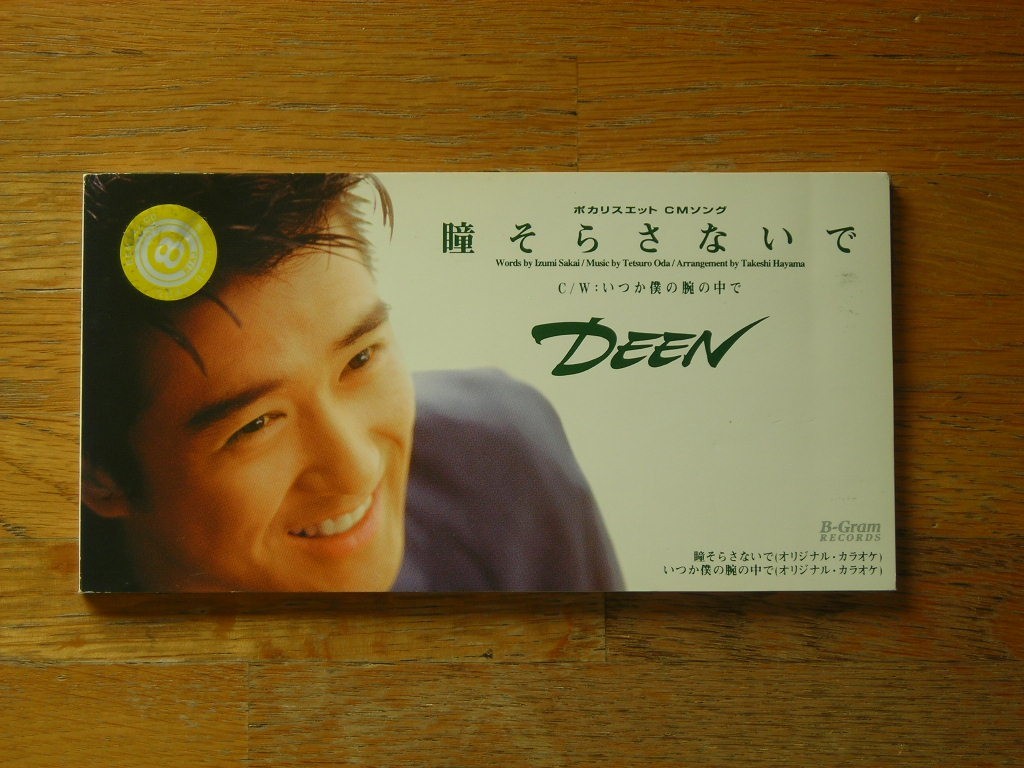 ポカリスエット CMソング
瞳そらさないで
Words by Izumi Sakai / Music by Tetsuro Oda / Arrangement by Takeshi Hayama
C/W:いつか僕の腕の中で
DEEN
B-Gram
RECORDS
瞳そらさないで(オリジナル・カラオケ)
いつか僕の腕の中で(オリジナル・カラオケ)